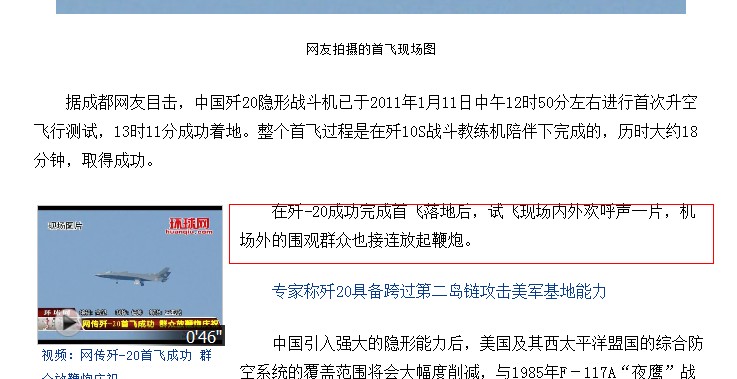 网友拍摄的首飞现场图
据成都网友目击，中国歼20隐形战斗机已于2011年1月11日中午12时50分左右进行首次升空
飞行测试，13时11分成功着地。整个首飞过程是在歼10S战斗教练机陪伴下完成的，历时大约18
分钟，取得成功。
现场图片
环球网
huanqiu.com
网传歼-20首飞成功 群众放鞭炮庆祝
0'46"
视频：网传歼-20首飞成功 群
众放鞭炮庆祝
在歼-20成功完成首飞落地后，试飞现场内外欢呼声一片，机
场外的围观群众也接连放起鞭炮。
专家称歼20具备跨过第二岛链攻击美军基地能力
中国引入强大的隐形能力后，美国及其西太平洋盟国的综合防
空系统的覆盖范围将会大幅度削减，与1985年F－117A“夜鹰”战